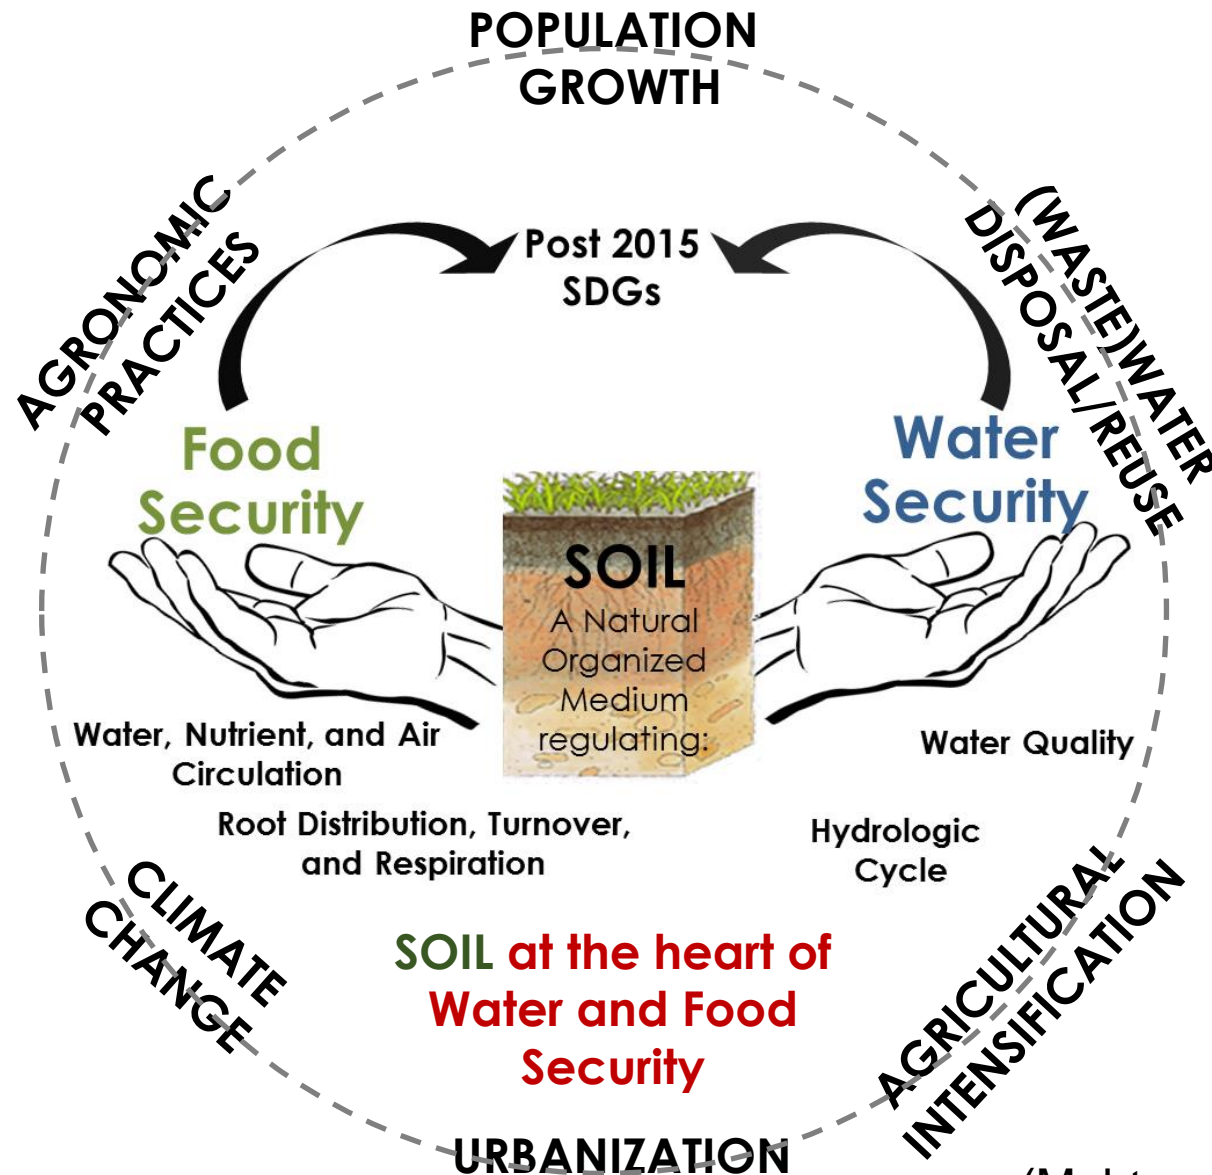 POPULATION
GROWTH
AGRONOMIC
PRACTICES
(WASTE)WATER
DISPOSAL/REUSE
Post 2015
SDGs
Food
Security
Water
Security
SOIL
A Natural
Organized
Medium
regulating:
Water, Nutrient, and Air
Circulation
Root Distribution, Turnover,
and Respiration
Water Quality
Hydrologic
Cycle
CLIMATE
CHANGE
SOIL at the heart of
Water and Food
Security
AGRICULTURAL
INTENSIFICATION
URBANIZATION